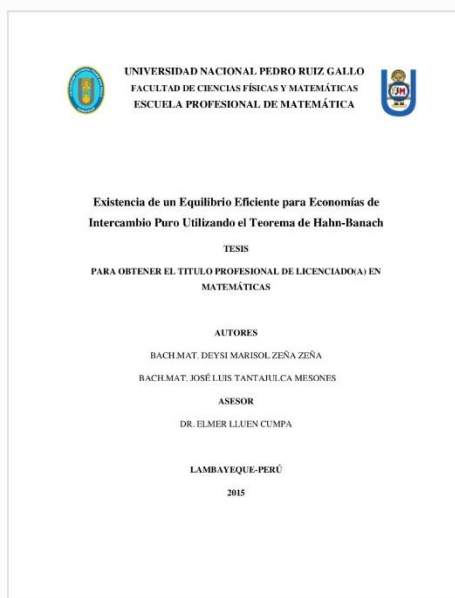 UNIVERSIDAD NACIONAL PEDRO RUIZ GALLO
FACULTAD DE CIENCIAS FÍSICAS Y MATEMÁTICAS
ESCUELA PROFESIONAL DE MATEMÁTICA
Existencia de un Equilibrio Eficiente para Economías de
Intercambio Puro Utilizando el Teorema de Hahn-Banach
TESIS
PARA OBTENER EL TITULO PROFESIONAL DE LICENCIADO(A) EN
MATEMÁTICAS
AUTORES
BACH.MAT. DEYSI MARISOL ZEÑA ZEÑA
BACH.MAT. JOSÉ LUIS TANTAJULCA MESONES
ASESOR
DR. ELMER LLUEN CUMPA
LAMBAYEQUE-PERÚ
2015